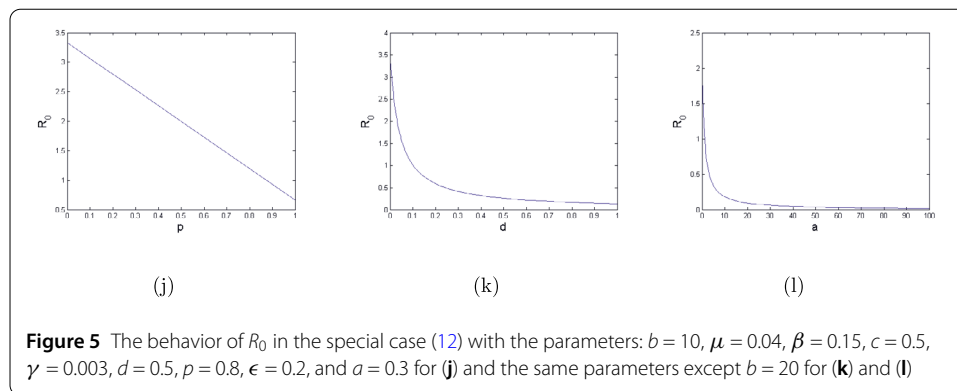 3.5
3
2.5
2
1.5
1
0.5
R0
0 0.1 0.2 0.3 0.4 0.5 0.6 0.7 0.8 0.9 1
p
(j)
4
3.5
3
2.5
2
1.5
1
0.5
0
R0
0 0.1 0.2 0.3 0.4 0.5 0.6 0.7 0.8 0.9 1
d
(k)
2.5
2
1.5
1
0.5
0
R0
0 10 20 30 40 50 60 70 80 90 100
a
(l)
Figure 5 The behavior of R0 in the special case (12) with the parameters: b = 10, μ = 0.04, β = 0.15, c = 0.5,
γ = 0.003, d = 0.5, p = 0.8, ϵ = 0.2, and a = 0.3 for (j) and the same parameters except b = 20 for (k) and (l)